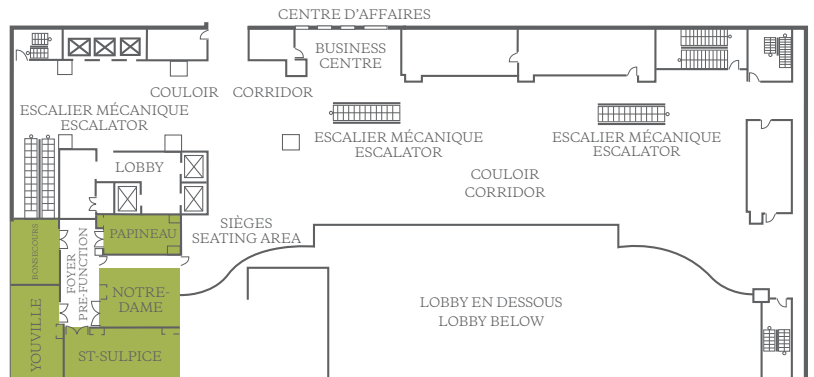 CENTRE D'AFFAIRES
BUSINESS
CENTRE
COULOIR CORRIDOR
ESCALIER MÉCANIQUE
ESCALATOR
ESCALIER MÉCANIQUE
ESCALATOR
ESCALIER MÉCANIQUE
ESCALATOR
LOBBY
COULOIR
CORRIDOR
SIÈGES
SEATING AREA
BONSECOURS
FOYER
PRE-FUNCTION
PAPINEAU
NOTRE-
DAME
YOUVILLE
ST-SULPICE
LOBBY EN DESSOUS
LOBBY BELOW